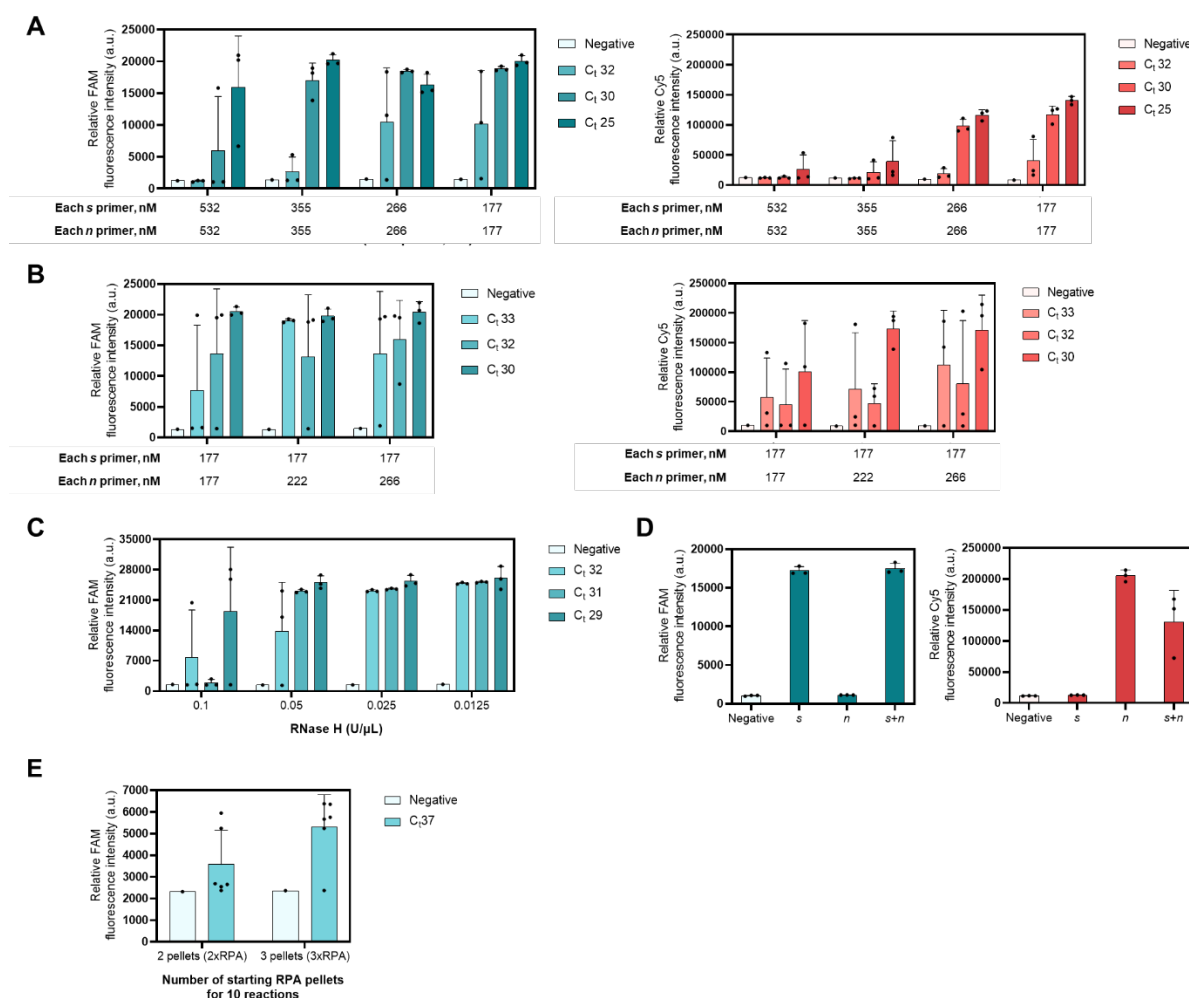 A
Relative FAM
fluorescence intensity (a.u.)
25000
20000
15000
10000
5000
0
Negative
Ct 32
Ct 30
Ct 25
Each s primer, nM 532 355 266 177
Each n primer, nM 532 355 266 177
Relative Cy5
fluorescence intensity (a.u.)
250000
200000
150000
100000
50000
0
Negative
Ct 32
Ct 30
Ct 25
Each s primer, nM 532 355 266 177
Each n primer, nM 532 355 266 177
B
Relative FAM
fluorescence intensity (a.u.)
25000
20000
15000
10000
5000
0
Negative
Ct 33
Ct 32
Ct 30
Each s primer, nM 177 177 177
Each n primer, nM 177 222 266
Relative Cy5
fluorescence intensity (a.u.)
250000
200000
150000
100000
50000
0
Negative
Ct 33
Ct 32
Ct 30
Each s primer, nM 177 177 177
Each n primer, nM 177 222 266
C
Relative FAM
fluorescence intensity (a.u.)
35000
28000
21000
14000
7000
0
0.1 0.05 0.025 0.0125
RNase H (U/µL)
Negative
Ct 32
Ct 31
Ct 29
D
Relative FAM
fluorescence intensity (a.u.)
20000
15000
10000
5000
0
Negative s n s+n
Relative Cy5
fluorescence intensity (a.u.)
250000
200000
150000
100000
50000
0
Negative s n s+n
E
Relative FAM
fluorescence intensity (a.u.)
7000
6000
5000
4000
3000
2000
1000
0
2 pellets (2xRPA) 3 pellets (3xRPA)
Number of starting RPA pellets
for 10 reactions
Negative
Ct37